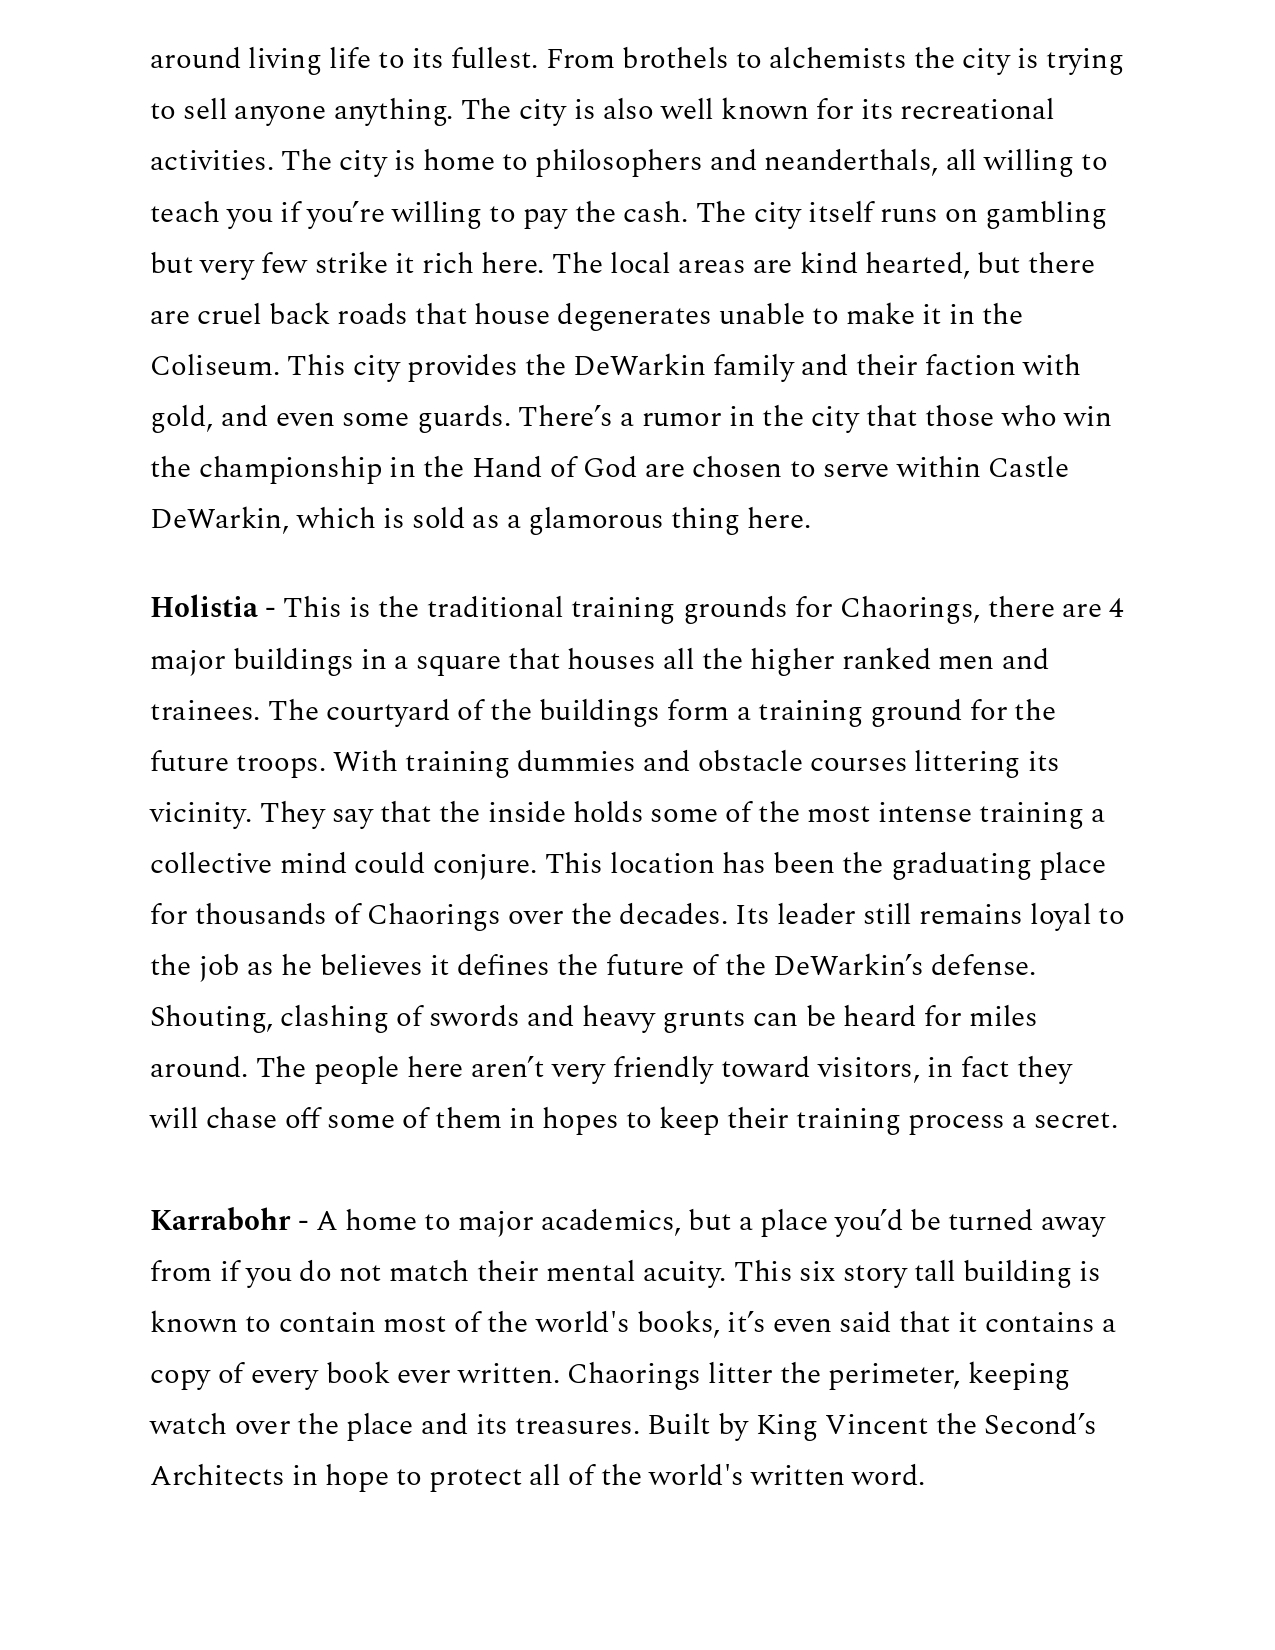 around living life to its fullest. From brothels to alchemists the city is trying
to sell anyone anything. The city is also well known for its recreational
activities. The city is home to philosophers and neanderthals, all willing to
teach you if you’re willing to pay the cash. The city itself runs on gambling
but very few strike it rich here. The local areas are kind hearted, but there
are cruel back roads that house degenerates unable to make it in the
Coliseum. This city provides the DeWarkin family and their faction with
gold, and even some guards. There’s a rumor in the city that those who win
the championship in the Hand of God are chosen to serve within Castle
DeWarkin, which is sold as a glamorous thing here.
Holistia - This is the traditional training grounds for Chaorings, there are 4
major buildings in a square that houses all the higher ranked men and
trainees. The courtyard of the buildings form a training ground for the
future troops. With training dummies and obstacle courses littering its
vicinity. They say that the inside holds some of the most intense training a
collective mind could conjure. This location has been the graduating place
for thousands of Chaorings over the decades. Its leader still remains loyal to
the job as he believes it defines the future of the DeWarkin’s defense.
Shouting, clashing of swords and heavy grunts can be heard for miles
around. The people here aren’t very friendly toward visitors, in fact they
will chase off some of them in hopes to keep their training process a secret.
Karrabohr - A home to major academics, but a place you’d be turned away
from if you do not match their mental acuity. This six story tall building is
known to contain most of the world's books, it’s even said that it contains a
copy of every book ever written. Chaorings litter the perimeter, keeping
watch over the place and its treasures. Built by King Vincent the Second’s
Architects in hope to protect all of the world's written word.